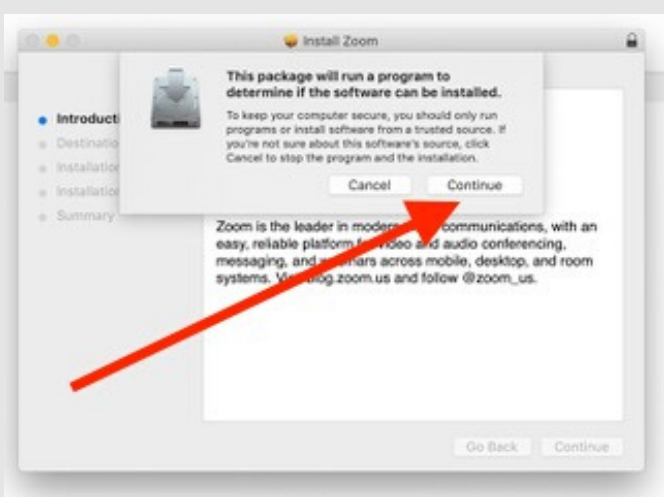 Install Zoom
This package will run a program to
determine if the software can be installed.
To keep your computer secure, you should only run
programs or install software from a trusted source. If
you're not sure about this software's source, click
Cancel to stop the program and the installation.
Cancel
Continue
Introducti
Destinatio
Installation
Installation
Summary
Zoom is the leader in modern communications, with an
easy, reliable platform for video and audio conferencing,
messaging, and webinars across mobile, desktop, and room
systems. Visit blog.zoom.us and follow @zoom_us.
Go Back
Continue